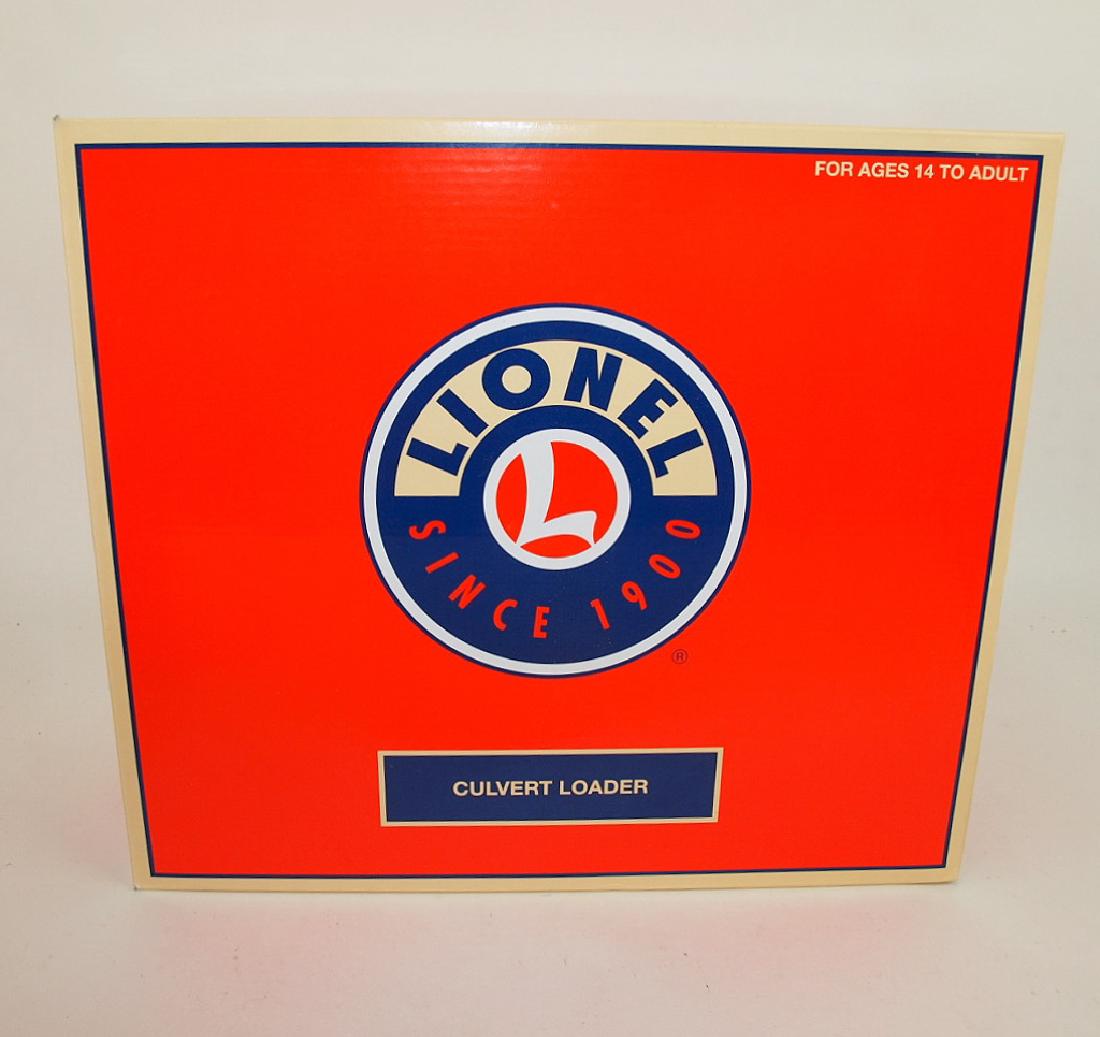 FOR AGES 14 TO ADULT
LIONEL
L
SINCE 1900
®
CULVERT LOADER